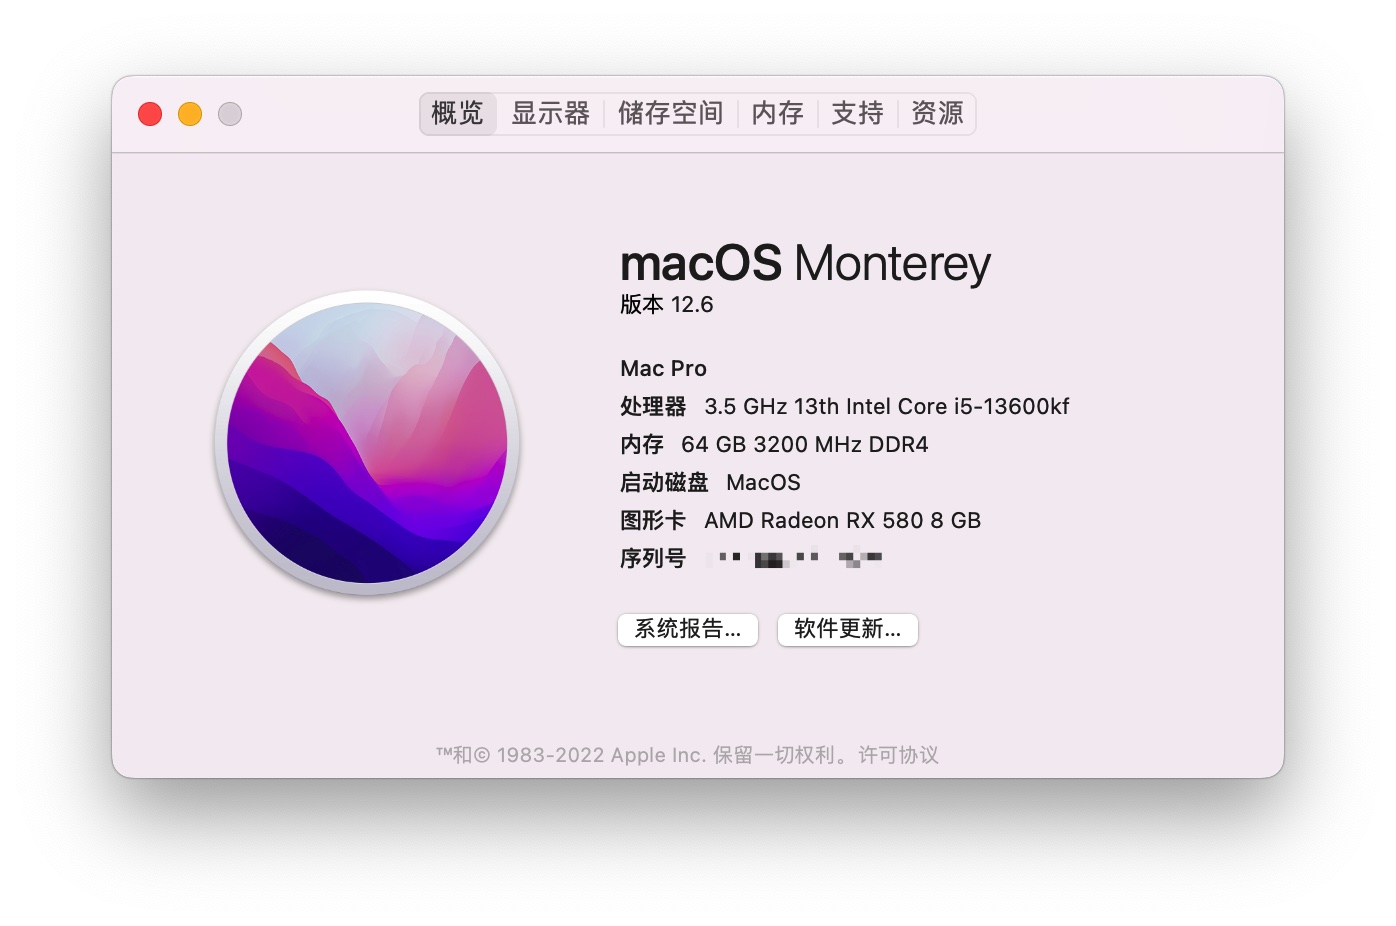 概览 显示器 储存空间 内存 支持 资源
macOS Monterey
版本 12.6
Mac Pro
处理器 3.5 GHz 13th Intel Core i5-13600kf
内存 64 GB 3200 MHz DDR4
启动磁盘 MacOS
图形卡 AMD Radeon RX 580 8 GB
序列号
系统报告... 软件更新...
™和© 1983-2022 Apple Inc. 保留一切权利。许可协议